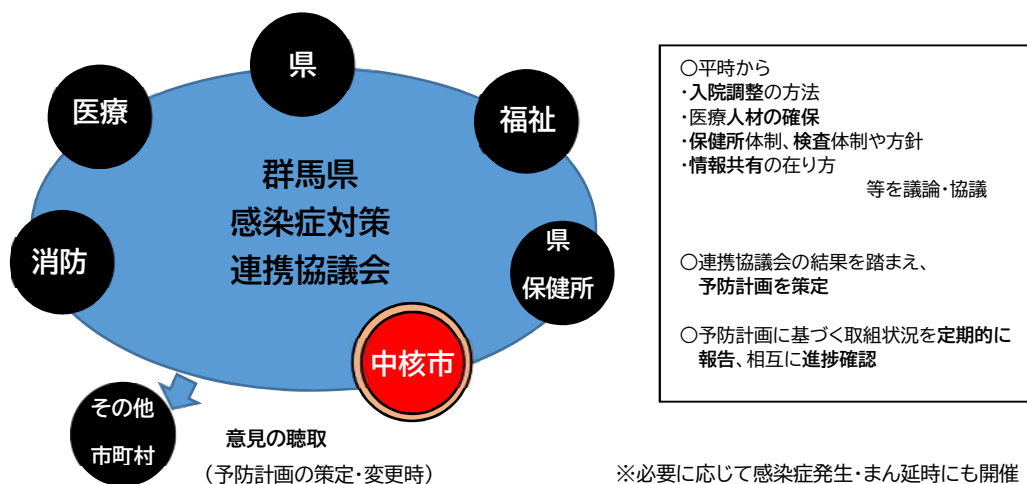 県
医療
福祉
群馬県
感染症対策
連携協議会
消防
県
保健所
中核市
その他
市町村
意見の聴取
（予防計画の策定・変更時）
○平時から
・入院調整の方法
・医療人材の確保
・保健所体制、検査体制や方針
・情報共有の在り方
等を議論・協議
○連携協議会の結果を踏まえ、
予防計画を策定
○予防計画に基づく取組状況を定期的に
報告、相互に進捗確認
※必要に応じて感染症発生・まん延時にも開催